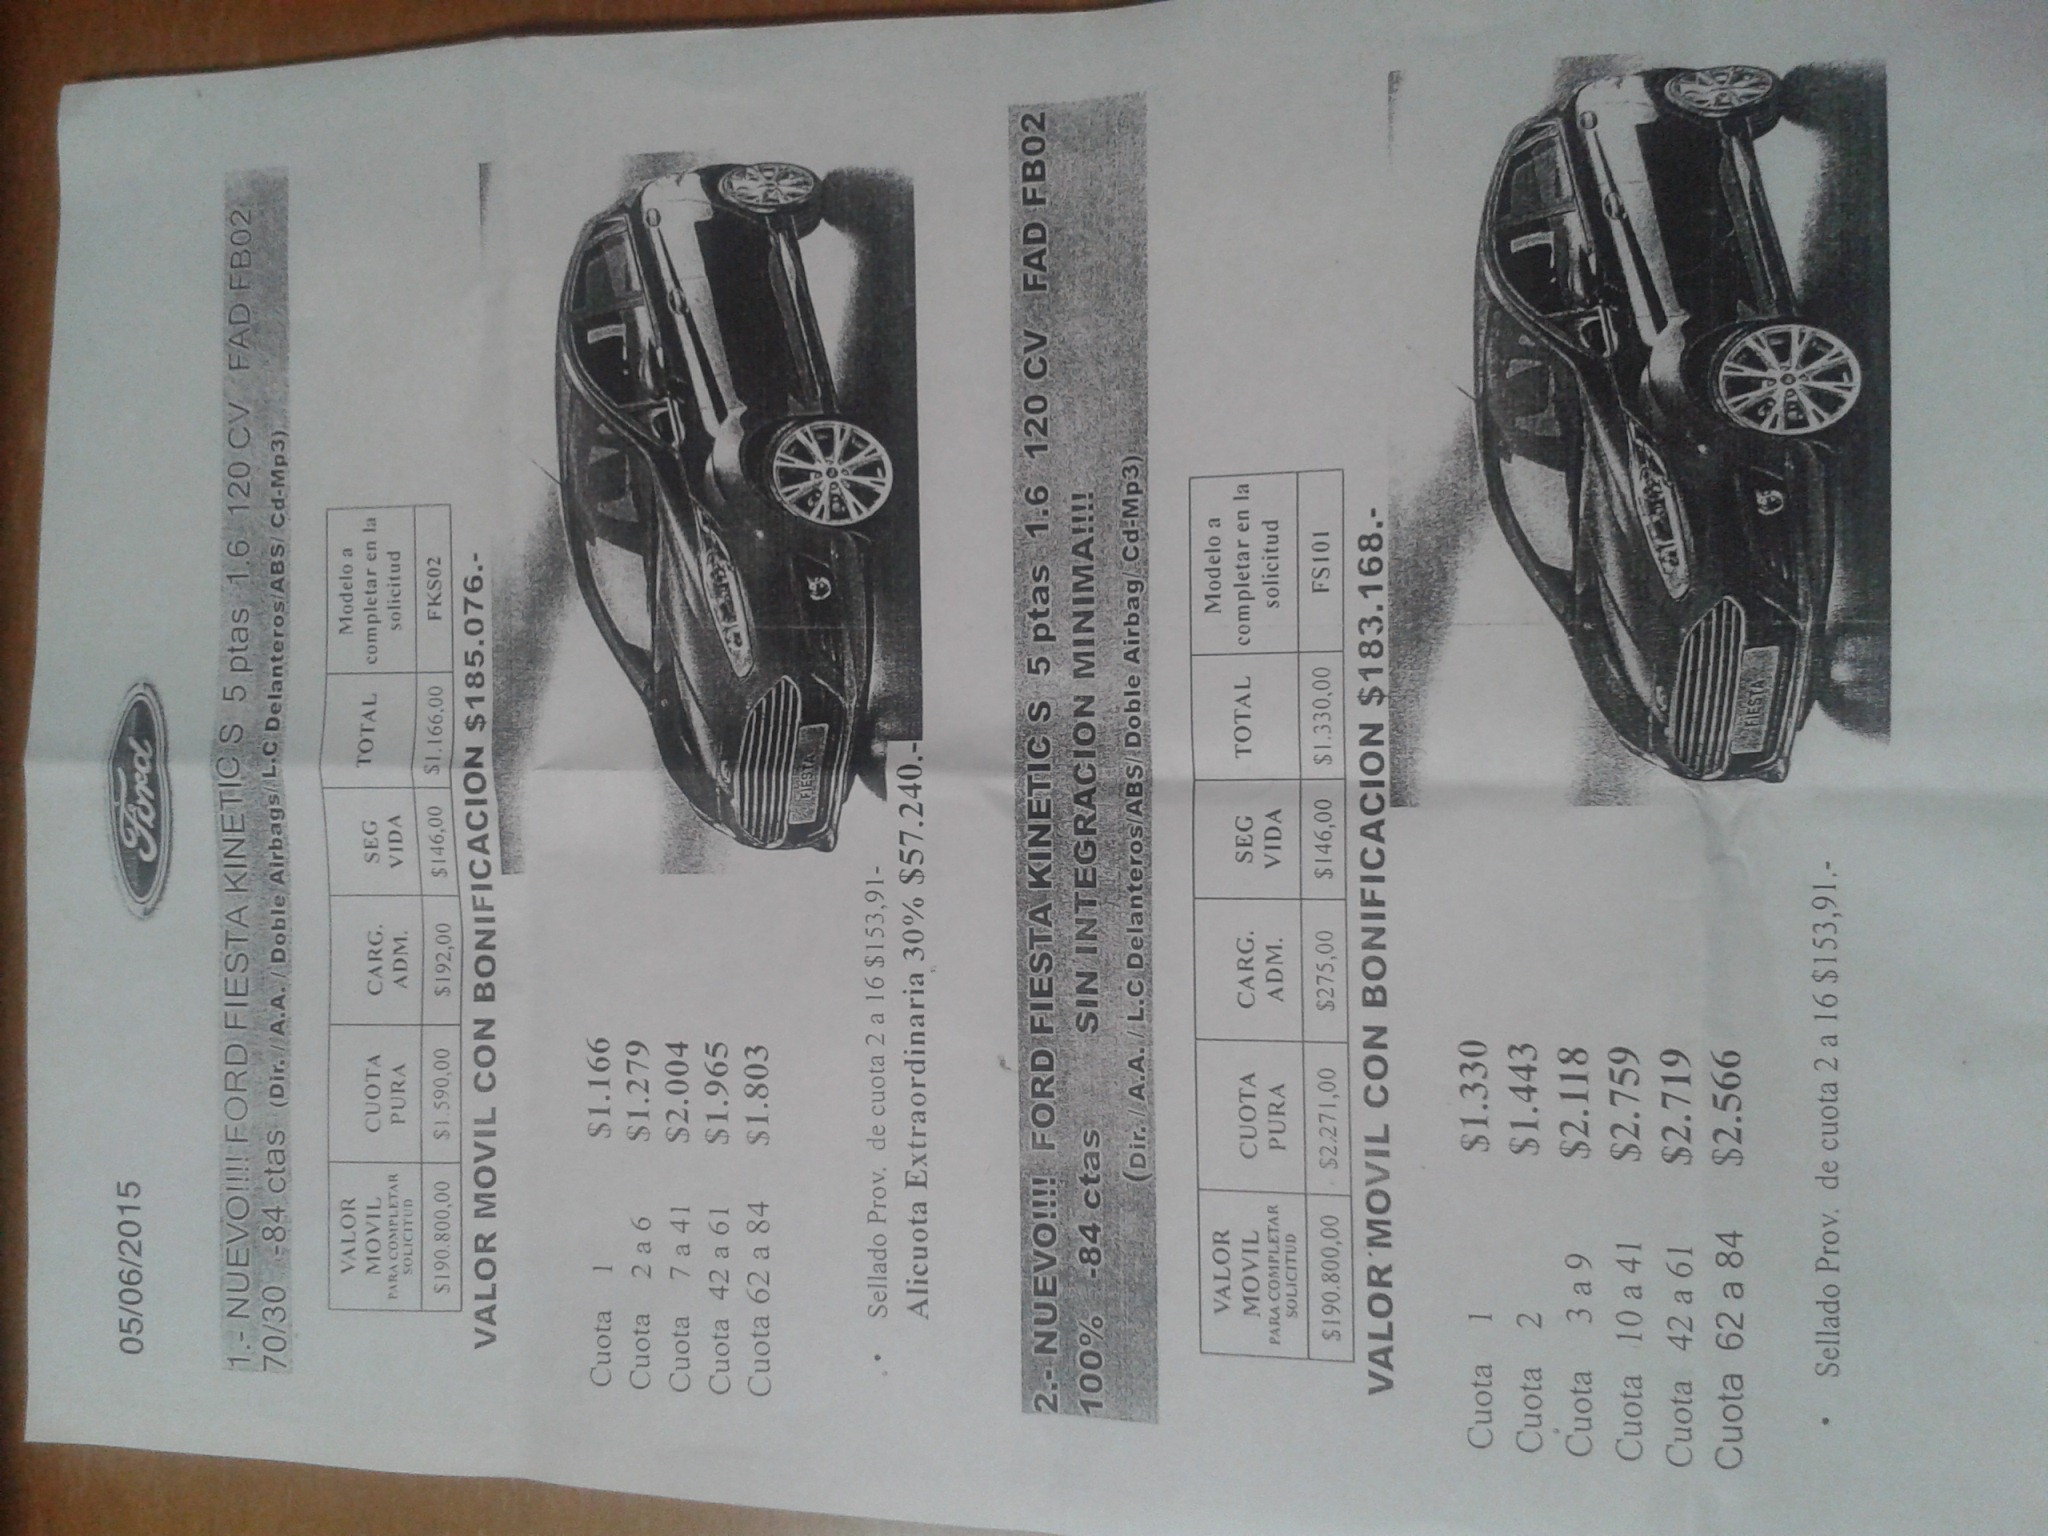 05/06/2015
Ford
1.- NUEVO!!!! FORD FIESTA KINETIC S 5 ptas 1.6 120 CV FAD FB02
70/30 -84 ctas (Dir. / A.A. / Doble Airbags/ L.C Delanteros/ABS/ Cd-Mp3)
VALOR MOVIL PARA COMPLETAR SOLICITUD CUOTA PURA CARG. ADM. SEG VIDA TOTAL Modelo a completar en la solicitud
$190.800,00 $1.590,00 $192,00 $146,00 $1.166,00 FKS02
VALOR MOVIL CON BONIFICACION $185.076.-
Cuota 1 $1.166
Cuota 2 a 6 $1.279
Cuota 7 a 41 $2.004
Cuota 42 a 61 $1.965
Cuota 62 a 84 $1.803
FIESTA
• Sellado Prov. de cuota 2 a 16 $153,91-
Alicuota Extraordinaria 30% $57.240.-
2.- NUEVO!!!! FORD FIESTA KINETIC S 5 ptas 1.6 120 CV FAD FB02
100% -84 ctas SIN INTEGRACION MINIMA!!!!
(Dir. / A.A. / L.C Delanteros/ABS/ Doble Airbag/ Cd-Mp3)
VALOR MOVIL PARA COMPLETAR SOLICITUD CUOTA PURA CARG. ADM. SEG VIDA TOTAL Modelo a completar en la solicitud
$190.800,00 $2.271,00 $275,00 $146,00 $1.330,00 FS101
VALOR MOVIL CON BONIFICACION $183.168.-
Cuota 1 $1.330
Cuota 2 $1.443
Cuota 3 a 9 $2.118
Cuota 10 a 41 $2.759
Cuota 42 a 61 $2.719
Cuota 62 a 84 $2.566
FIESTA
• Sellado Prov. de cuota 2 a 16 $153,91.-